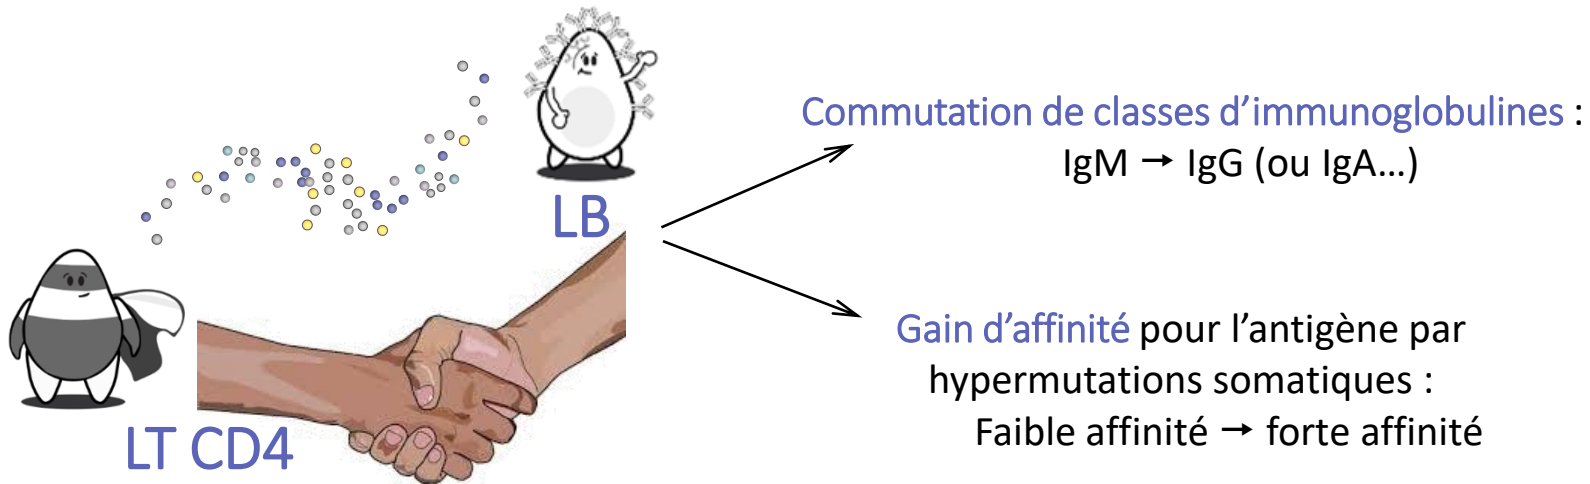 LB
LT CD4
Commutation de classes d’immunoglobulines :
IgM → IgG (ou IgA…)
Gain d’affinité pour l’antigène par
hypermutations somatiques :
Faible affinité → forte affinité